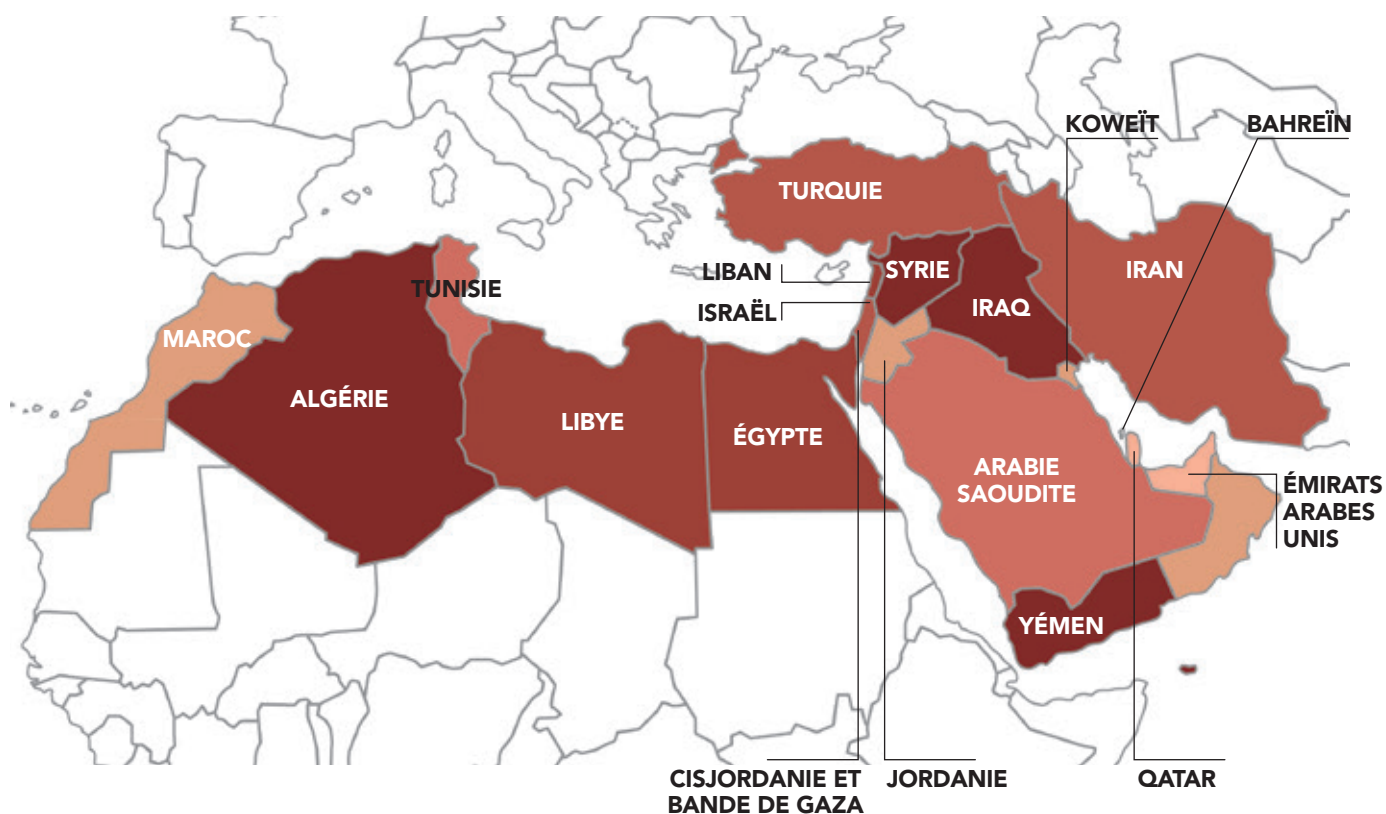 KOWEÏT
BAHREÏN
TURQUIE
LIBAN
SYRIE
IRAN
TUNISIE
ISRAËL
IRAQ
MAROC
ALGÉRIE
LIBYE
ÉGYPTE
ARABIE
SAOUDITE
ÉMIRATS
ARABES
UNIS
YÉMEN
CISJORDANIE ET
BANDE DE GAZA
JORDANIE
QATAR